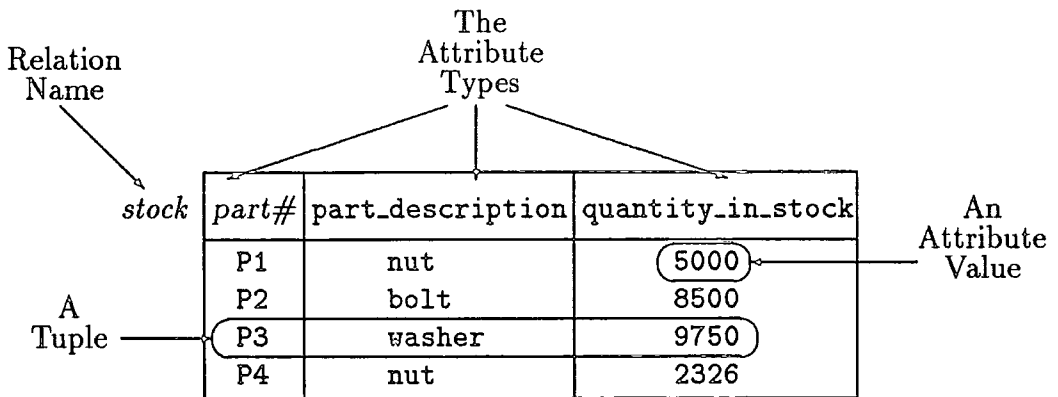 The
Attribute
Types
Relation
Name
stock part# part_description quantity_in_stock
An
Attribute
Value
P1 nut 5000
P2 bolt 8500
A
Tuple
P3 washer 9750
P4 nut 2326